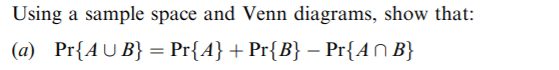 Using a sample space and Venn diagrams, show that:
(a) Pr{A ∪ B} = Pr{A} + Pr{B} − Pr{A ∩ B}